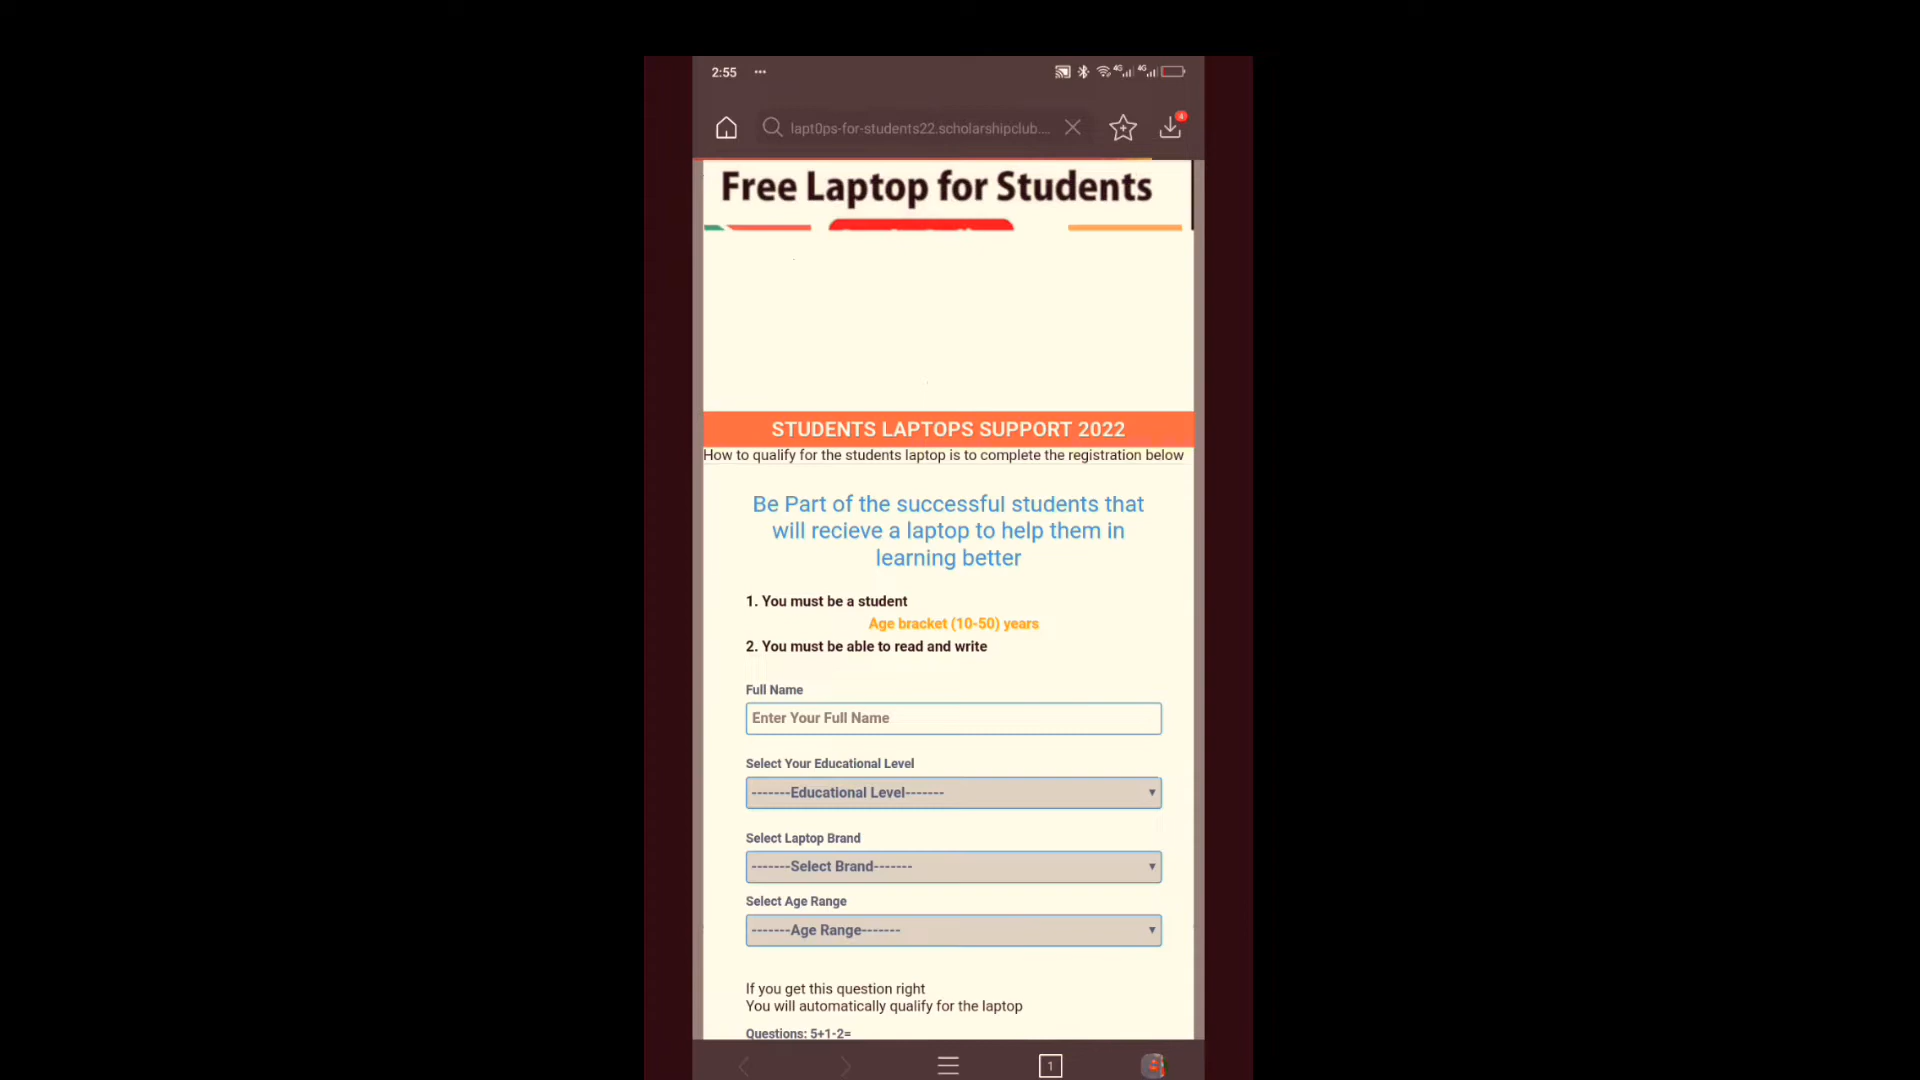 2:55 ...
4G 4G
lapt0ps-for-students22.scholarshipclub....
4
Free Laptop for Students
STUDENTS LAPTOPS SUPPORT 2022
How to qualify for the students laptop is to complete the registration below
Be Part of the successful students that
will recieve a laptop to help them in
learning better
1. You must be a student
Age bracket (10-50) years
2. You must be able to read and write
Full Name
Enter Your Full Name
Select Your Educational Level
-------Educational Level-------
Select Laptop Brand
-------Select Brand-------
Select Age Range
-------Age Range-------
If you get this question right
You will automatically qualify for the laptop
Questions: 5+1-2=
1